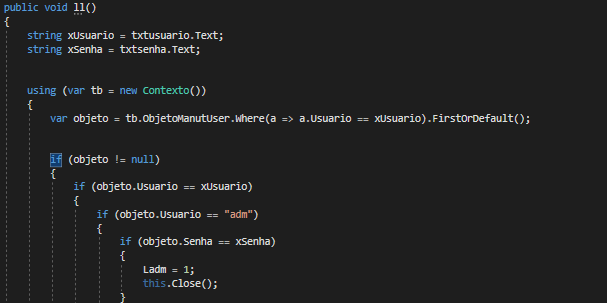 public void ll()
{
string xUsuario = txtusuario.Text;
string xSenha = txtsenha.Text;
using (var tb = new Contexto())
{
var objeto = tb.ObjetoManutUser.Where(a => a.Usuario == xUsuario).FirstOrDefault();
if (objeto != null)
{
if (objeto.Usuario == xUsuario)
{
if (objeto.Usuario == "adm")
{
if (objeto.Senha == xSenha)
{
Ladm = 1;
this.Close();
}